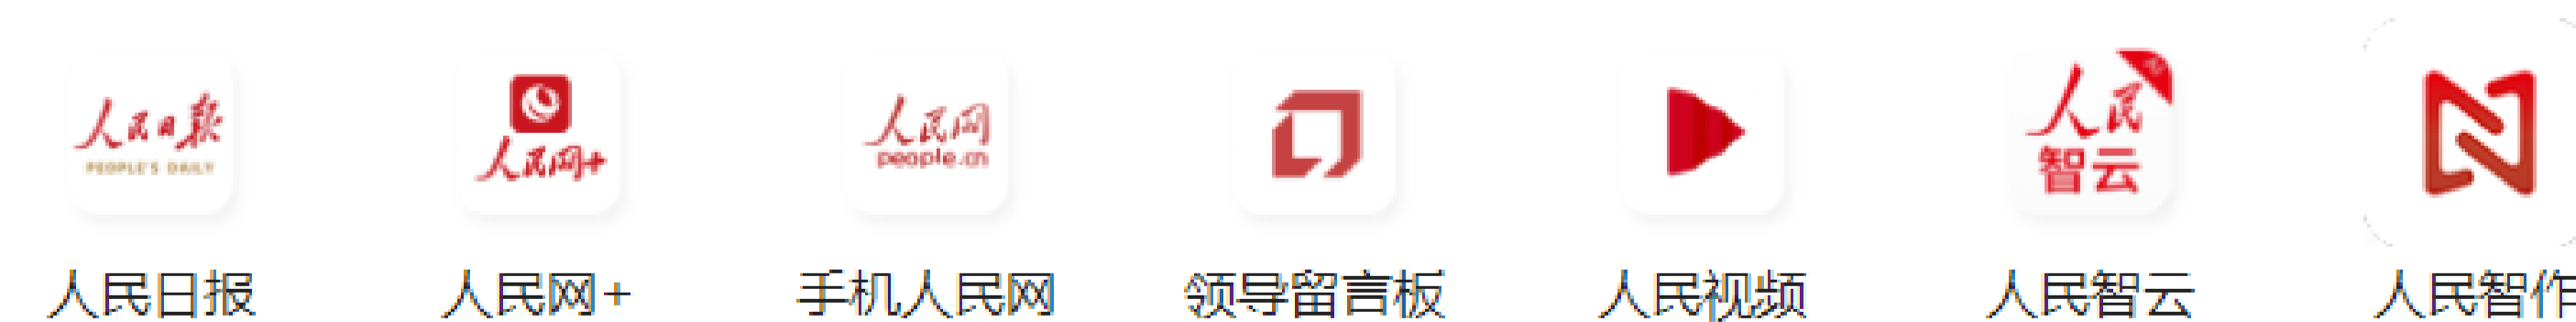 人民日报
PEOPLE'S DAILY
人民网+
人民网
people.cn
人民
智云
人民日报
人民网+
手机人民网
领导留言板
人民视频
人民智云
人民智作